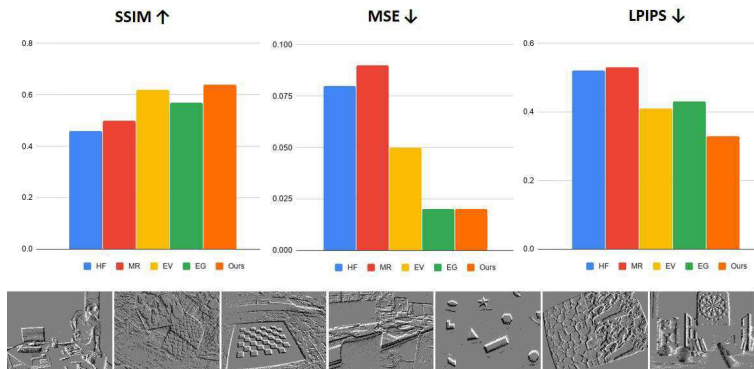 SSIM ↑
MSE ↓
LPIPS ↓
0.8
0.6
0.4
0.2
0.0
HF MR EV EG Ours
0.100
0.075
0.050
0.025
0.000
HF MR EV EG Ours
0.6
0.4
0.2
0.0
HF MR EV EG Ours